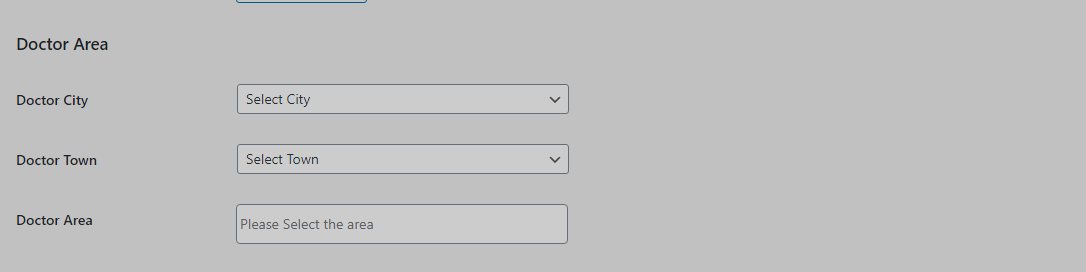 Doctor Area
Doctor City
Select City
Doctor Town
Select Town
Doctor Area
Please Select the area